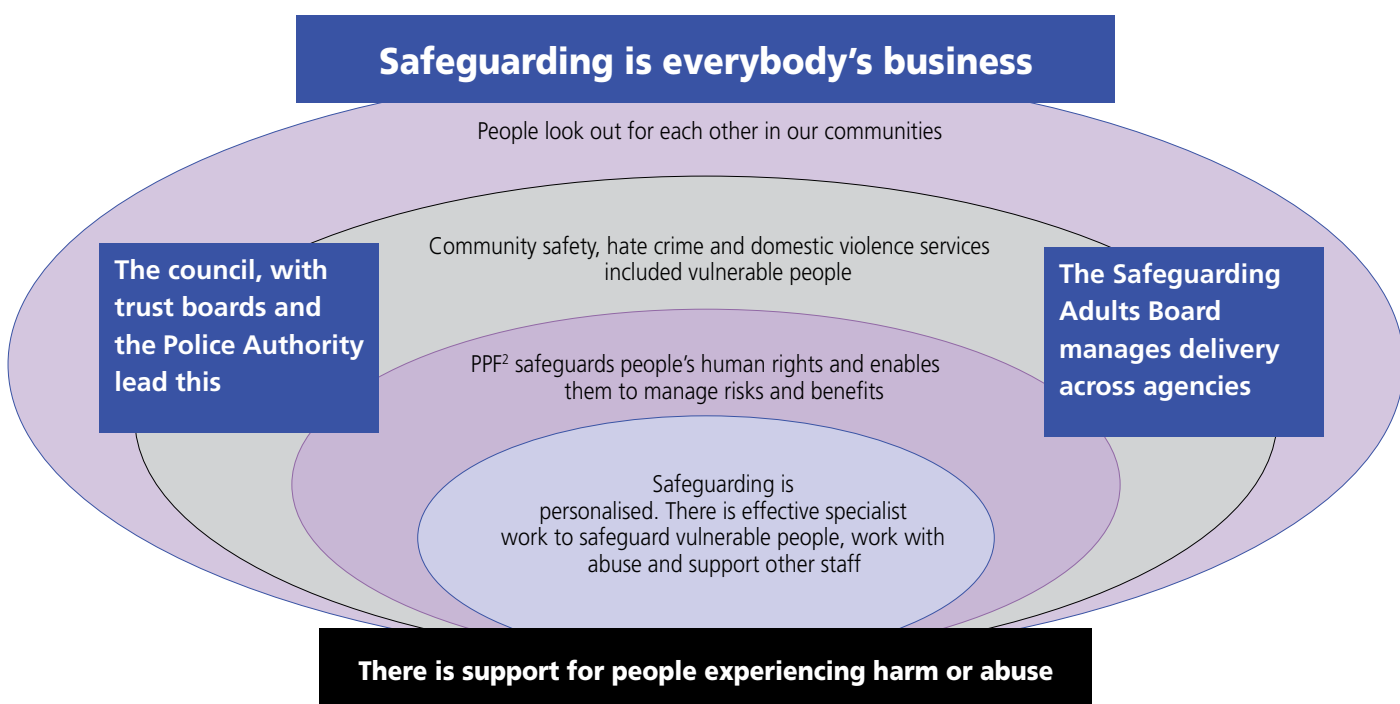 Safeguarding is everybody’s business
People look out for each other in our communities
Community safety, hate crime and domestic violence services
included vulnerable people
The council, with
trust boards and
the Police Authority
lead this
The Safeguarding
Adults Board
manages delivery
across agencies
PPF² safeguards people’s human rights and enables
them to manage risks and benefits
Safeguarding is
personalised. There is effective specialist
work to safeguard vulnerable people, work with
abuse and support other staff
There is support for people experiencing harm or abuse